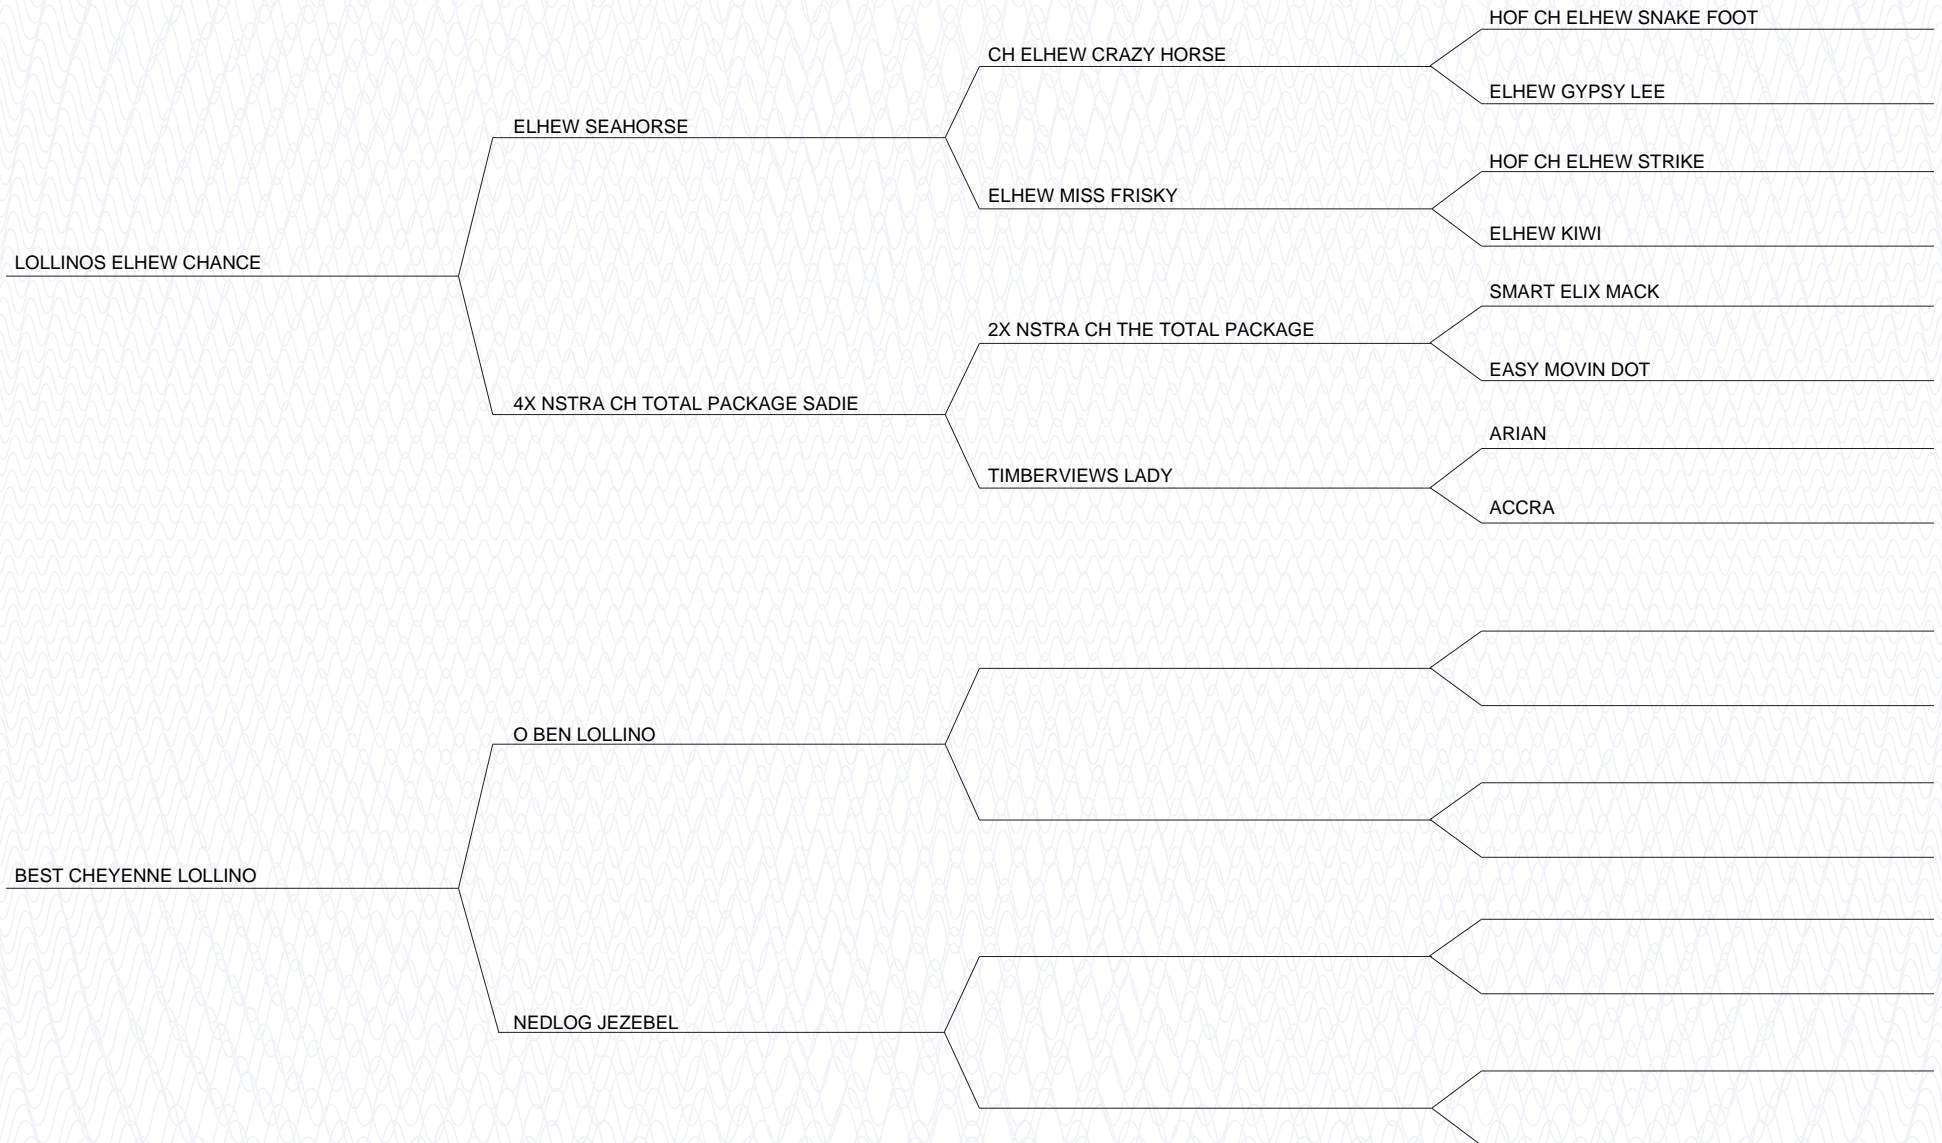 HOF CH ELHEW SNAKE FOOT
CH ELHEW CRAZY HORSE
ELHEW GYPSY LEE
ELHEW SEAHORSE
HOF CH ELHEW STRIKE
ELHEW MISS FRISKY
ELHEW KIWI
LOLLINOS ELHEW CHANCE
SMART ELIX MACK
2X NSTRA CH THE TOTAL PACKAGE
EASY MOVIN DOT
4X NSTRA CH TOTAL PACKAGE SADIE
ARIAN
TIMBERVIEWS LADY
ACCRA
O BEN LOLLINO
BEST CHEYENNE LOLLINO
NEDLOG JEZEBEL